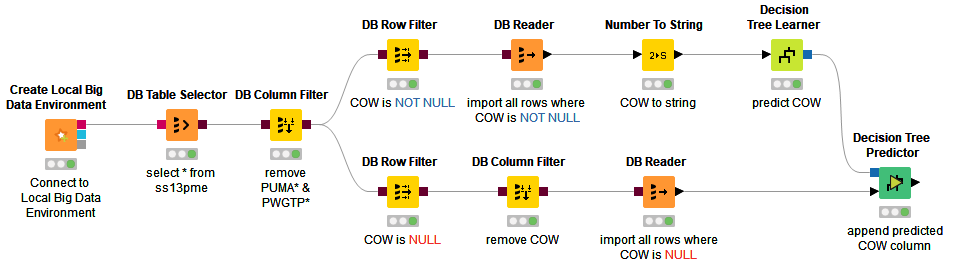 Create Local Big
Data Environment
Connect to
Local Big Data
Environment
DB Table Selector
select * from
ss13pme
DB Column Filter
remove
PUMA* &
PWGTP*
DB Row Filter
COW is NOT NULL
DB Reader
import all rows where
COW is NOT NULL
Number To String
2 S
COW to string
Decision
Tree Learner
predict COW
DB Row Filter
COW is NULL
DB Column Filter
remove COW
DB Reader
import all rows where
COW is NULL
Decision Tree
Predictor
append predicted
COW column